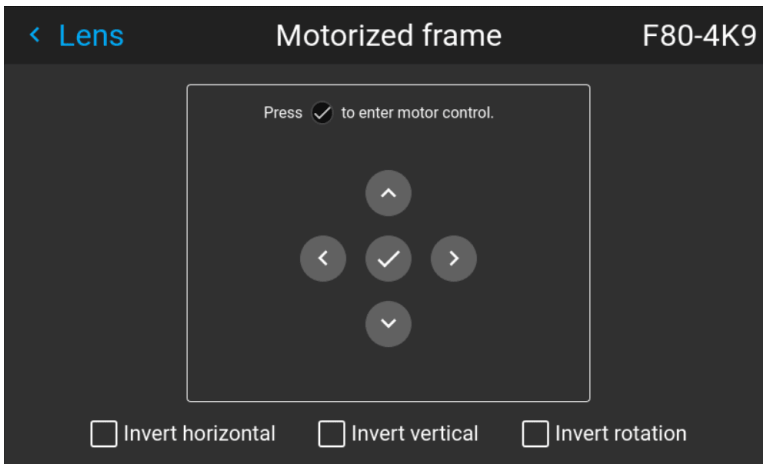 Lens Motorized frame F80-4K9
Press to enter motor control.
Invert horizontal Invert vertical Invert rotation